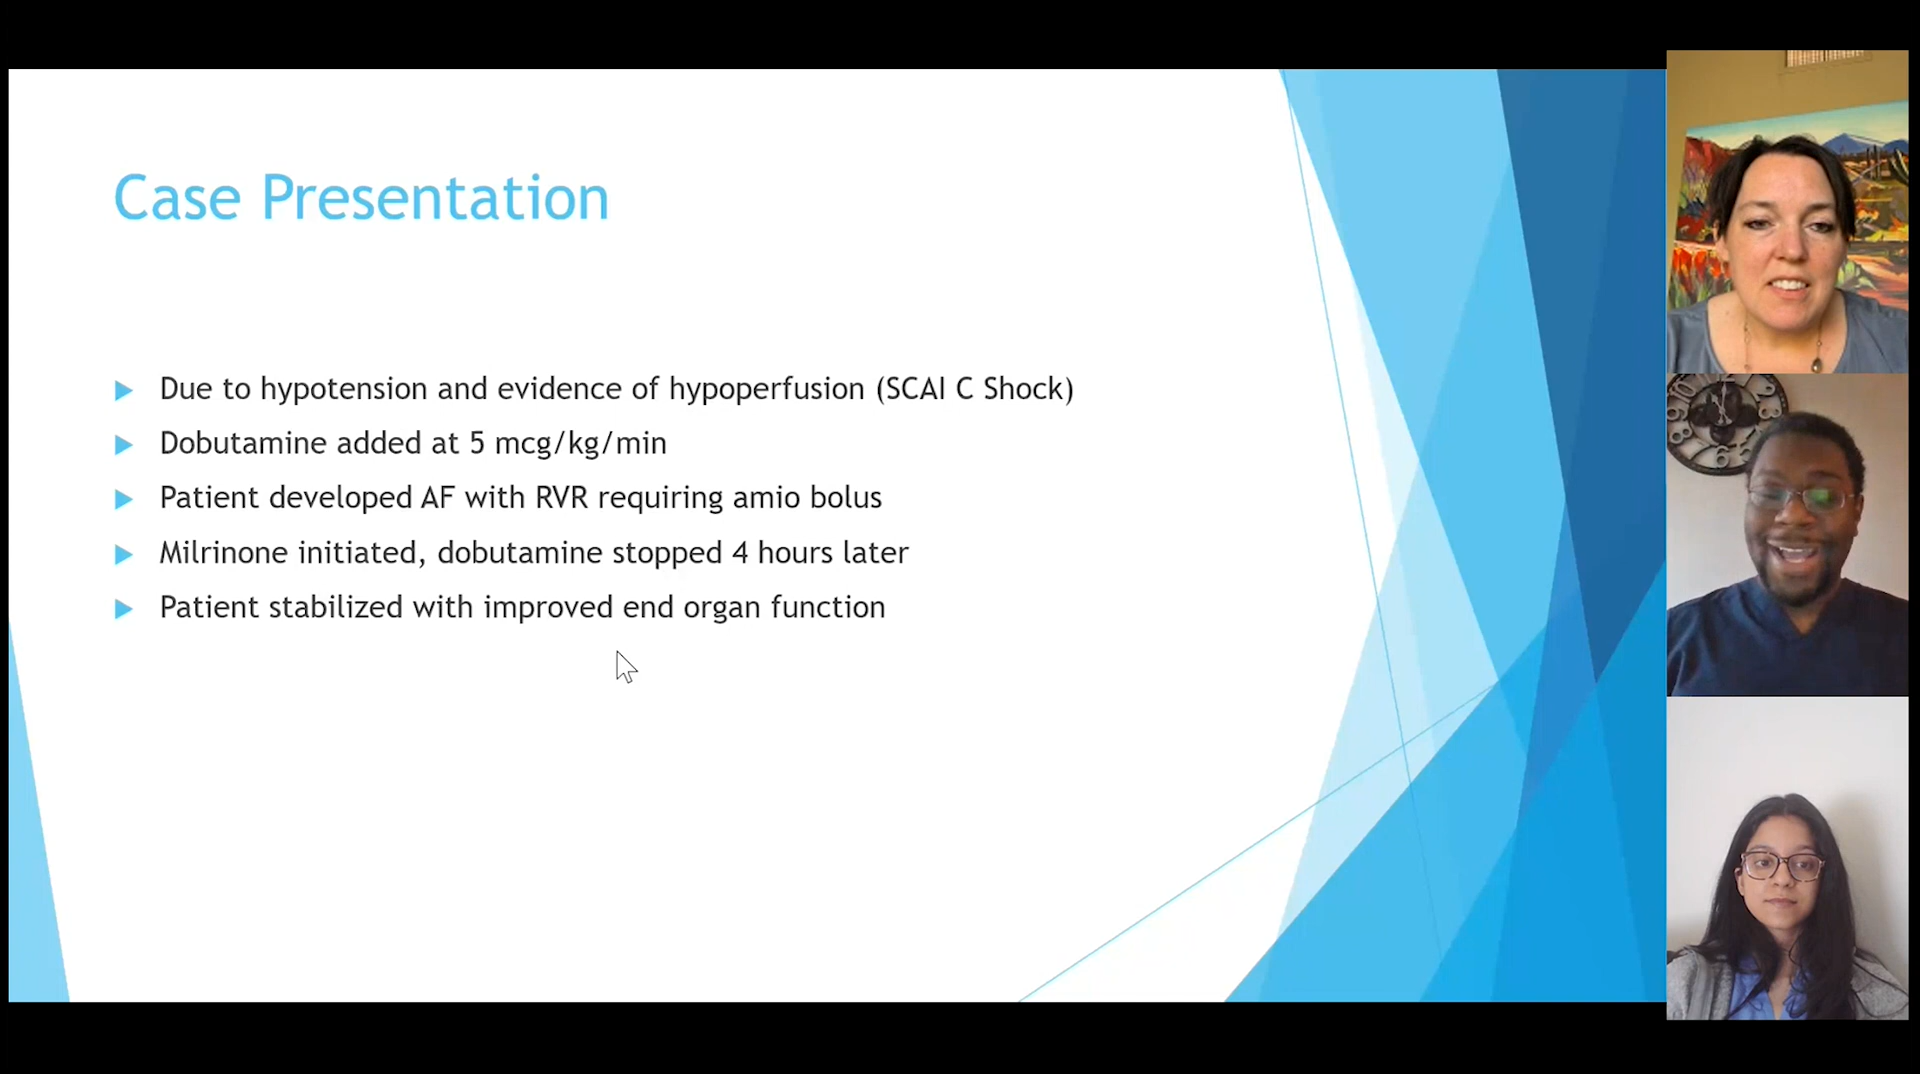 Case Presentation
Due to hypotension and evidence of hypoperfusion (SCAI C Shock)
Dobutamine added at 5 mcg/kg/min
Patient developed AF with RVR requiring amio bolus
Milrinone initiated, dobutamine stopped 4 hours later
Patient stabilized with improved end organ function